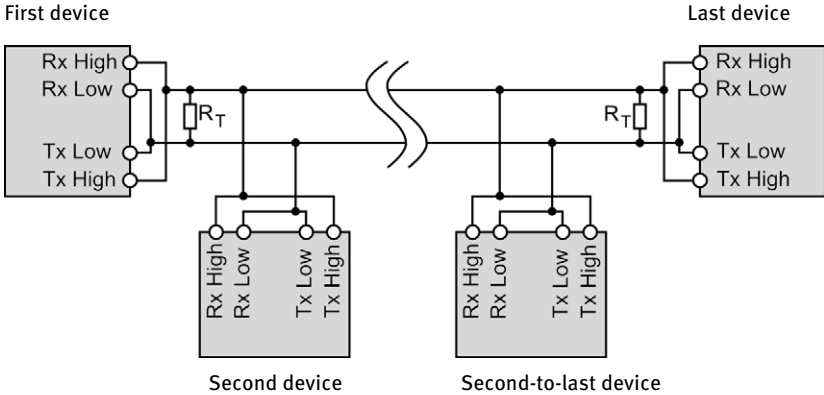 First device
Last device
Rx High
Rx Low
Tx Low
Tx High
R_T
R_T
Rx High
Rx Low
Tx Low
Tx High
Rx High
Rx Low
Tx Low
Tx High
Rx High
Rx Low
Tx Low
Tx High
Second device
Second-to-last device